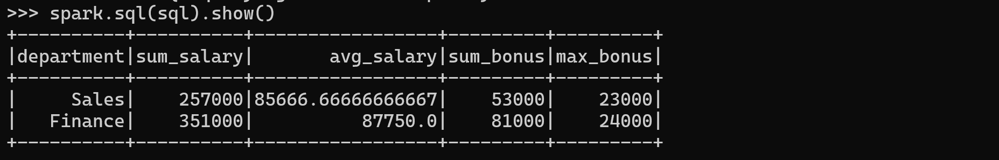 >>> spark.sql(sql).show()
+----------+----------+-----------------+---------+---------+
|department|sum_salary|       avg_salary|sum_bonus|max_bonus|
+----------+----------+-----------------+---------+---------+
|     Sales|    257000|85666.66666666667|    53000|    23000|
|   Finance|    351000|          87750.0|    81000|    24000|
+----------+----------+-----------------+---------+---------+